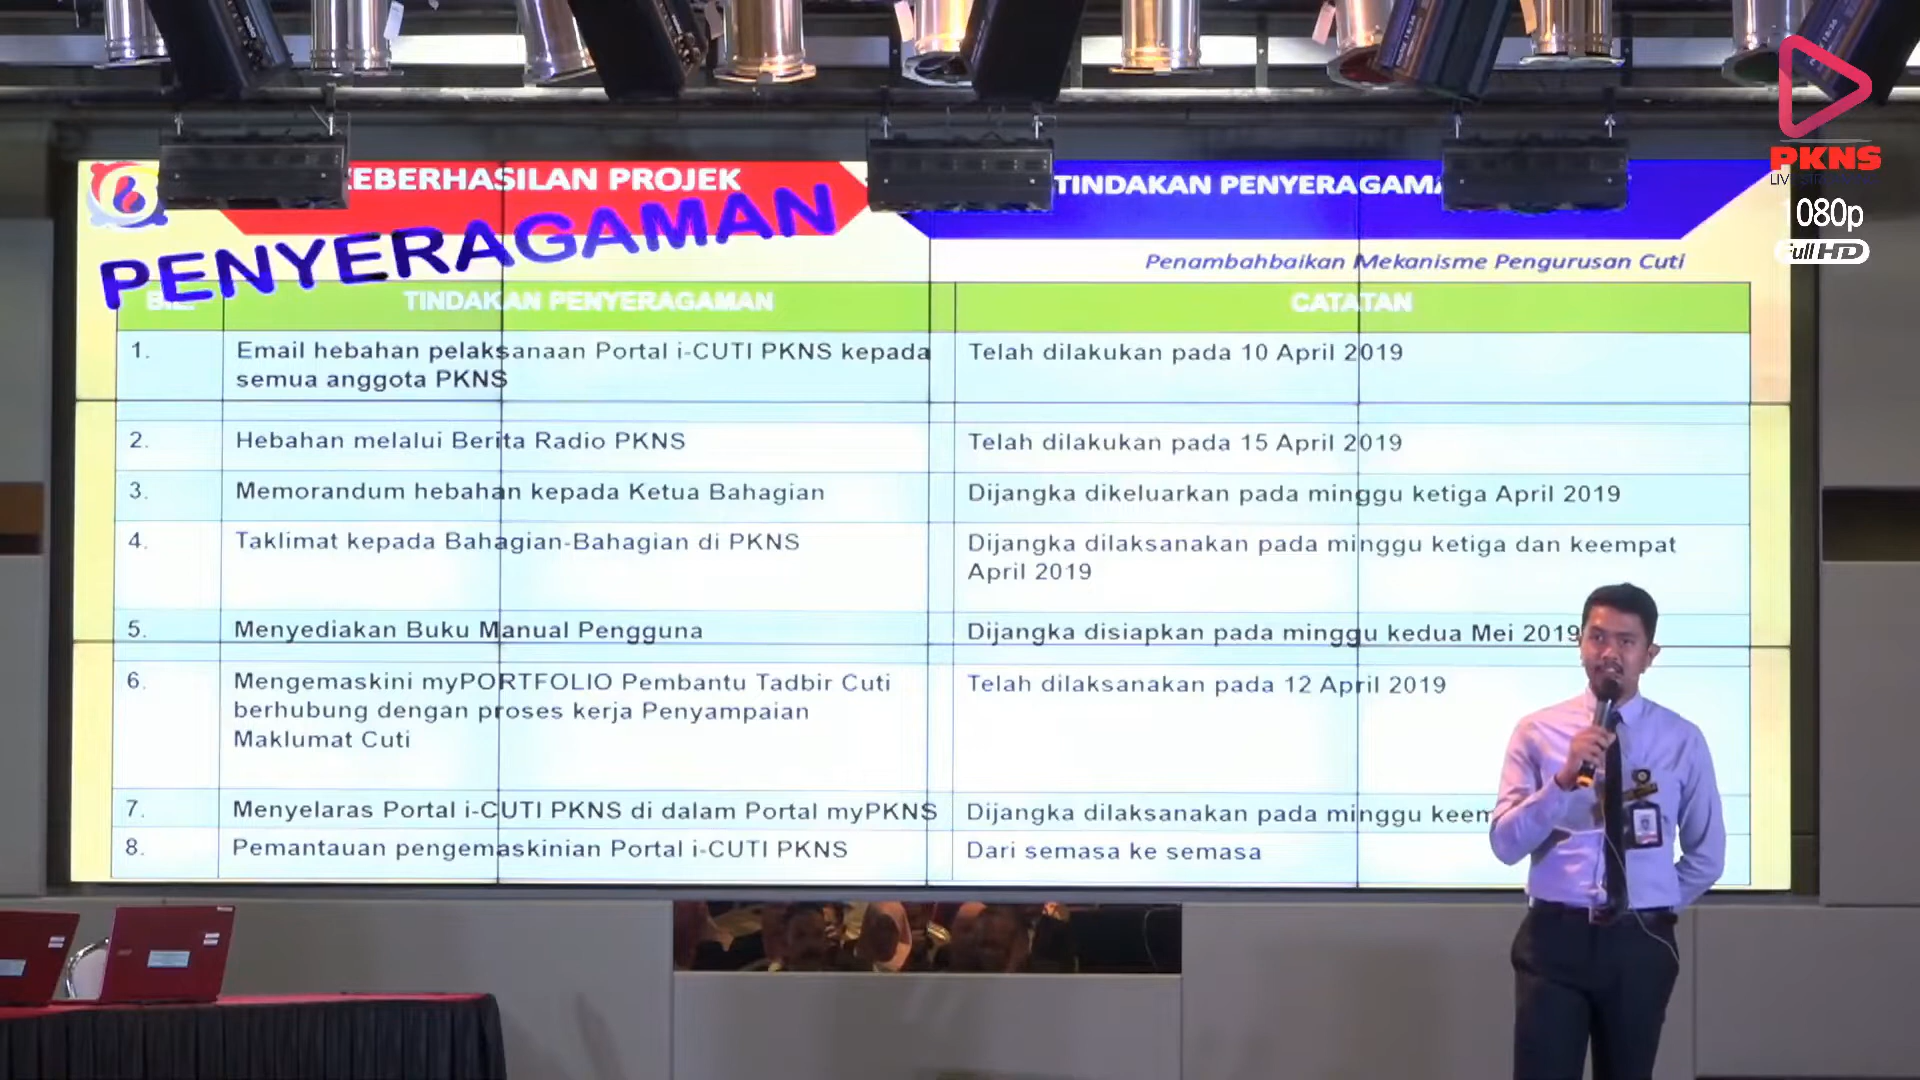 KEBERHASILAN PROJEK
PENYERAGAMAN
TINDAKAN PENYERAGAMA
Penambahbaikan Mekanisme Pengurusan Cuti
TINDAKAN PENYERAGAMAN CATATAN
1. Email hebahan pelaksanaan Portal i-CUTI PKNS kepada Telah dilakukan pada 10 April 2019
semua anggota PKNS
2. Hebahan melalui Berita Radio PKNS Telah dilakukan pada 15 April 2019
3. Memorandum hebahan kepada Ketua Bahagian Dijangka dikeluarkan pada minggu ketiga April 2019
4. Taklimat kepada Bahagian-Bahagian di PKNS Dijangka dilaksanakan pada minggu ketiga dan keempat
April 2019
5. Menyediakan Buku Manual Pengguna Dijangka disiapkan pada minggu kedua Mei 2019
6. Mengemaskini myPORTFOLIO Pembantu Tadbir Cuti Telah dilaksanakan pada 12 April 2019
berhubung dengan proses kerja Penyampaian
Maklumat Cuti
7. Menyelaras Portal i-CUTI PKNS di dalam Portal myPKNS Dijangka dilaksanakan pada minggu keem
8. Pemantauan pengemaskinian Portal i-CUTI PKNS Dari semasa ke semasa
PKNS
1080p
Full HD